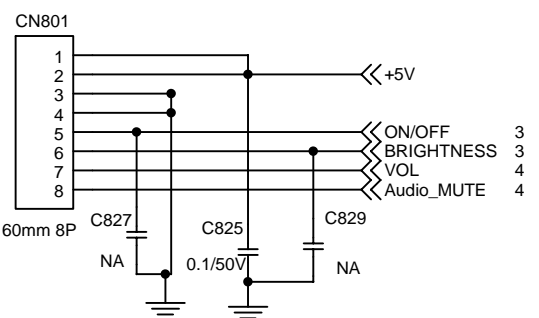 CN801
1
2
+5V
3
4
5
ON/OFF 3
6
BRIGHTNESS 3
7
VOL 4
8
Audio_MUTE 4
60mm 8P
C827
C825
C829
NA
0.1/50V
NA